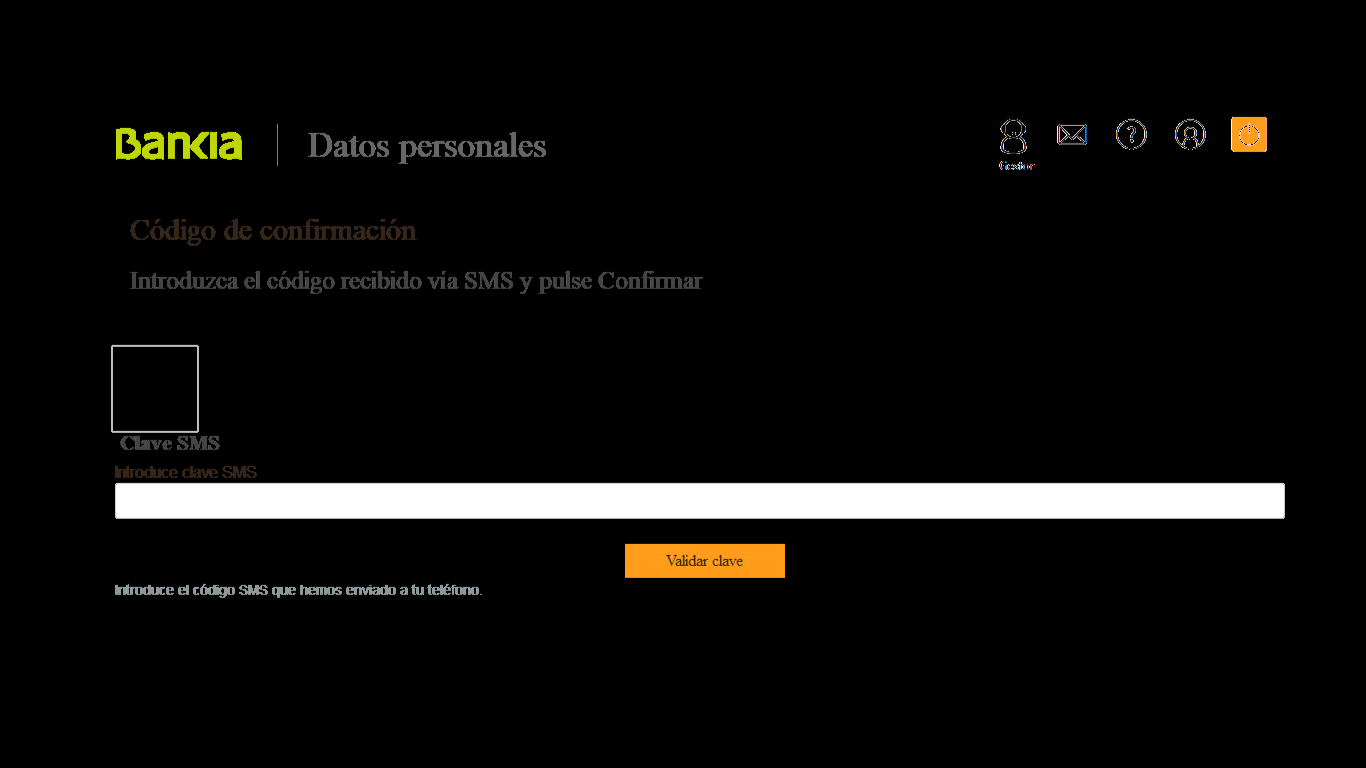 Bankia
Datos personales
Gestor
Código de confirmación
Introduzca el código recibido vía SMS y pulse Confirmar
Clave SMS
Introduce clave SMS
Validar clave
Introduce el código SMS que hemos enviado a tu teléfono.